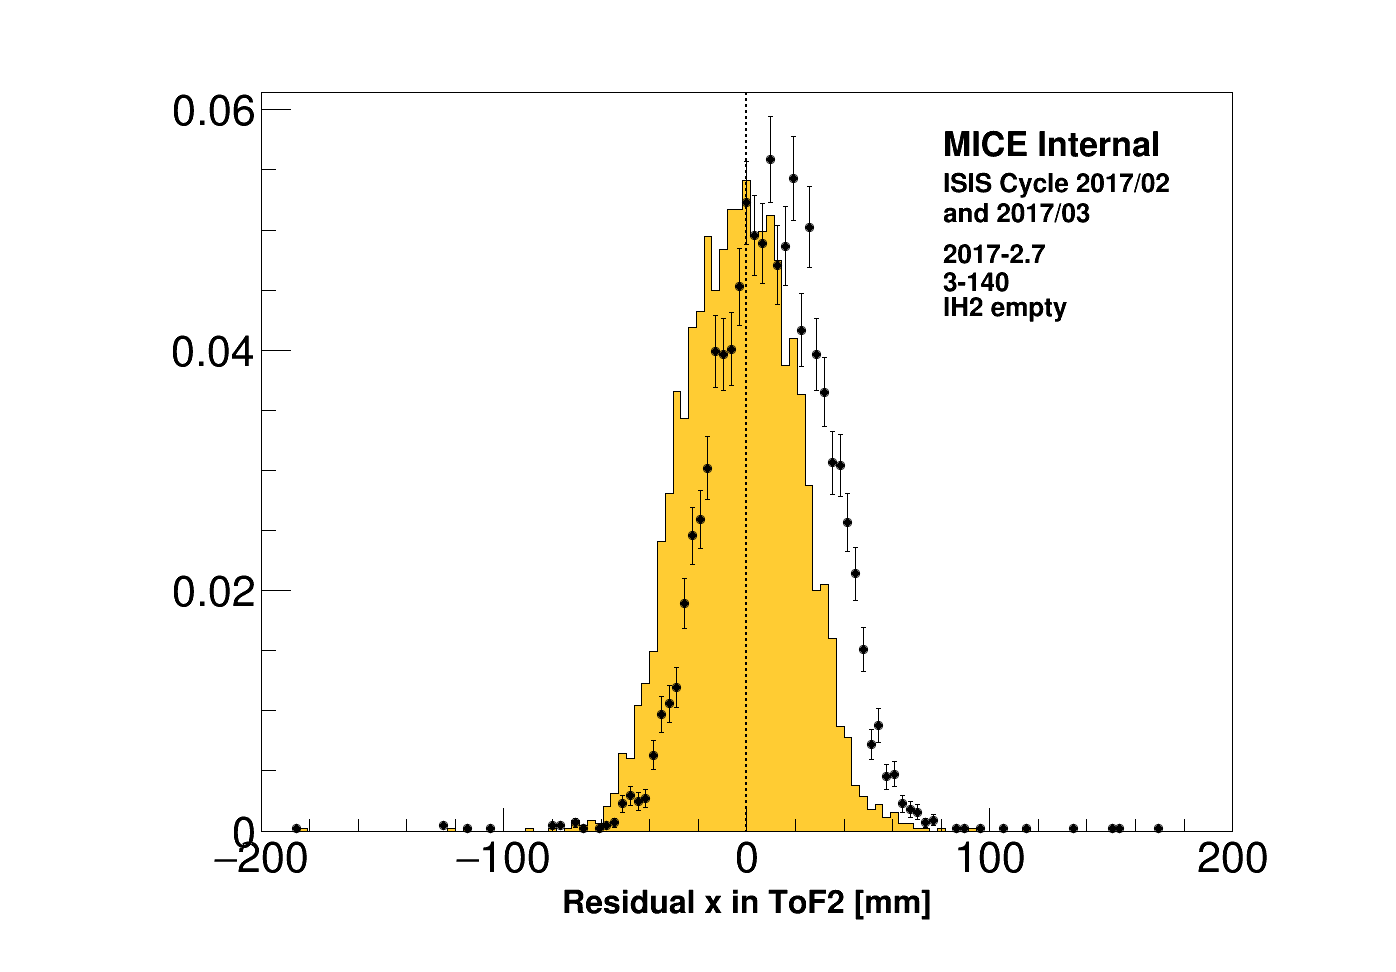 0.06
0.04
0.02
0
−200
−100
0
100
200
MICE Internal
ISIS Cycle 2017/02
and 2017/03
2017-2.7
3-140
IH2 empty
Residual x in ToF2 [mm]